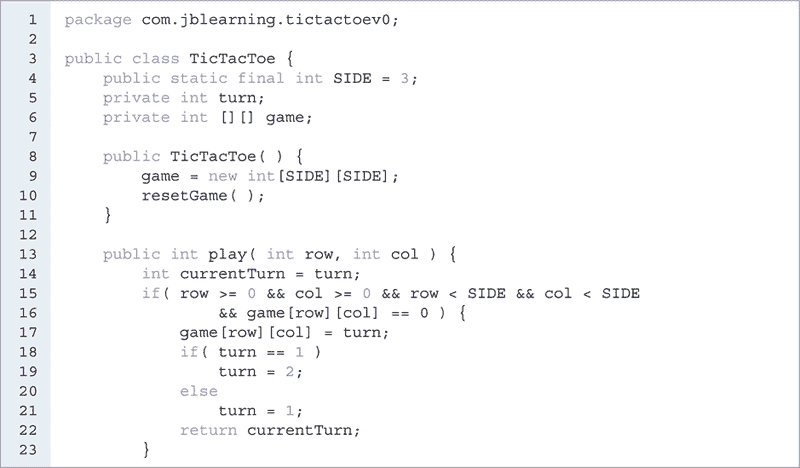 1 package com.jblearning.tictactoev0;
2
3 public class TicTacToe {
4     public static final int SIDE = 3;
5     private int turn;
6     private int [][] game;
7
8     public TicTacToe( ) {
9         game = new int[SIDE][SIDE];
10         resetGame( );
11     }
12
13     public int play( int row, int col ) {
14         int currentTurn = turn;
15         if( row >= 0 && col >= 0 && row < SIDE && col < SIDE
16                 && game[row][col] == 0 ) {
17             game[row][col] = turn;
18             if( turn == 1 )
19                 turn = 2;
20             else
21                 turn = 1;
22             return currentTurn;
23         }